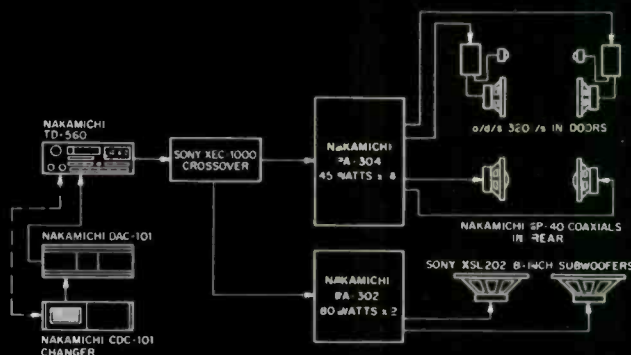 NAKAMICHI
TD-560
SONY XEC-1000
CROSSOVER
NAKAMICHI DAC-101
NAKAMICHI CDC-101
CHANGER
NAKAMICHI
PA-304
45 WATTS x 4
NAKAMICHI
PA-302
80 WATTS x 2
a/d/s 320 /s IN DOORS
NAKAMICHI SP-40 COAXIALS
IN REAR
SONY XSL202 8-INCH SUBWOOFERS